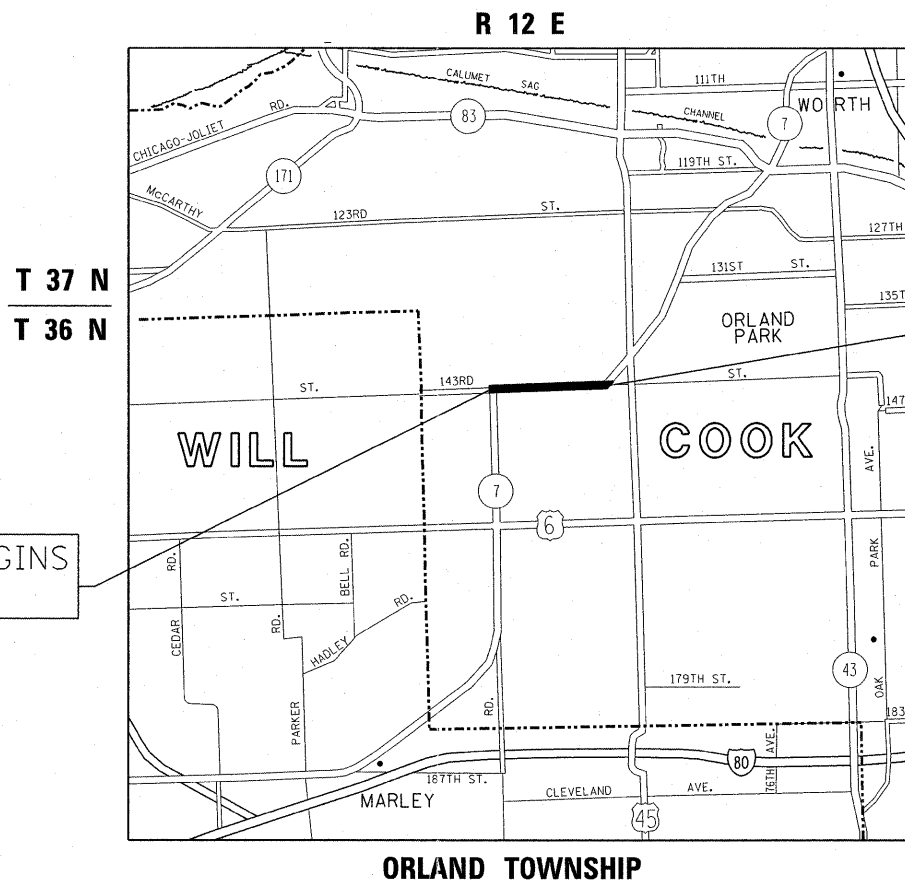 R 12 E
CALUMET SAG CHANNEL
111TH
WORTH
7
83
CHICAGO-JOLIET RD.
171
119TH ST.
McCARTHY
123RD ST.
127TH
T 37 N
T 36 N
131ST ST.
135T
ORLAND
PARK
143RD ST.
ST.
147
WILL
COOK
AVE.
7
6
GINS
RD.
BELL RD.
PARK
ST.
RD.
CEDAR
RD.
HADLEY
43
OAK
179TH ST.
PARKER
RD.
183
76TH AVE.
80
187TH ST.
MARLEY
CLEVELAND AVE.
45
ORLAND TOWNSHIP